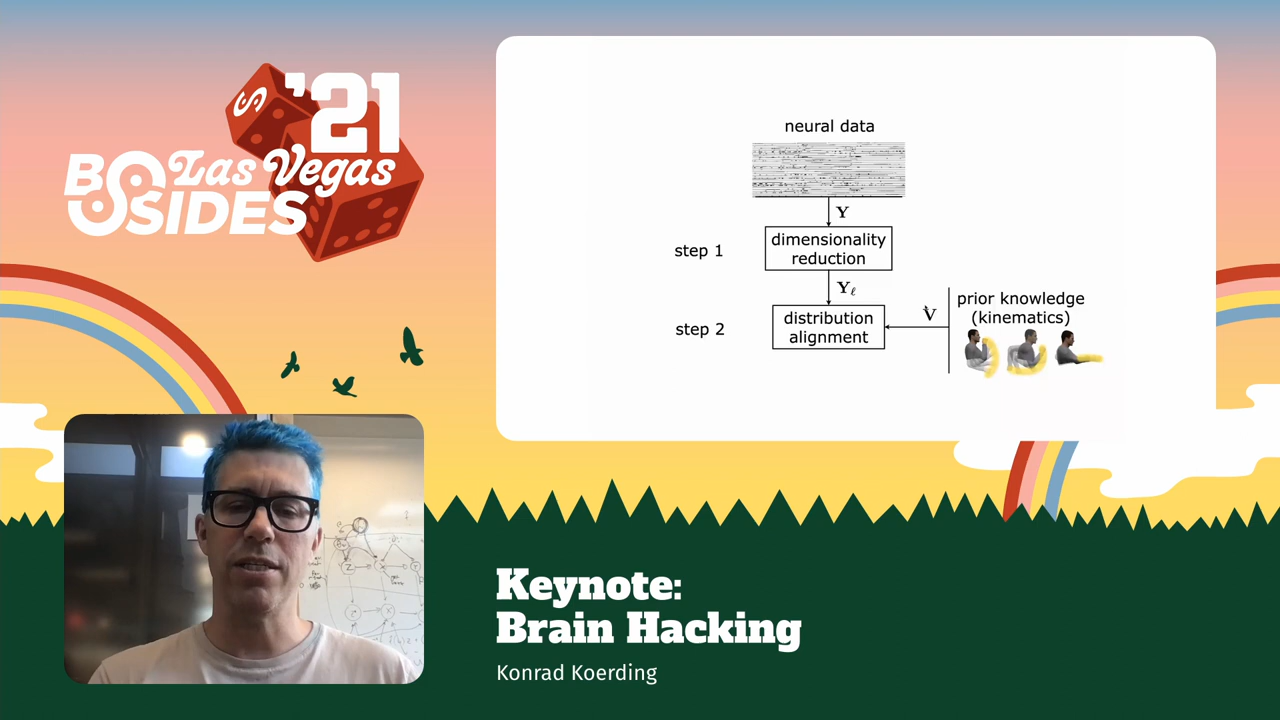 '21
BSIDES
Las Vegas
neural data
Y
step 1
dimensionality
reduction
Yℓ
prior knowledge
(kinematics)
V̀
step 2
distribution
alignment
Keynote:
Brain Hacking
Konrad Koerding